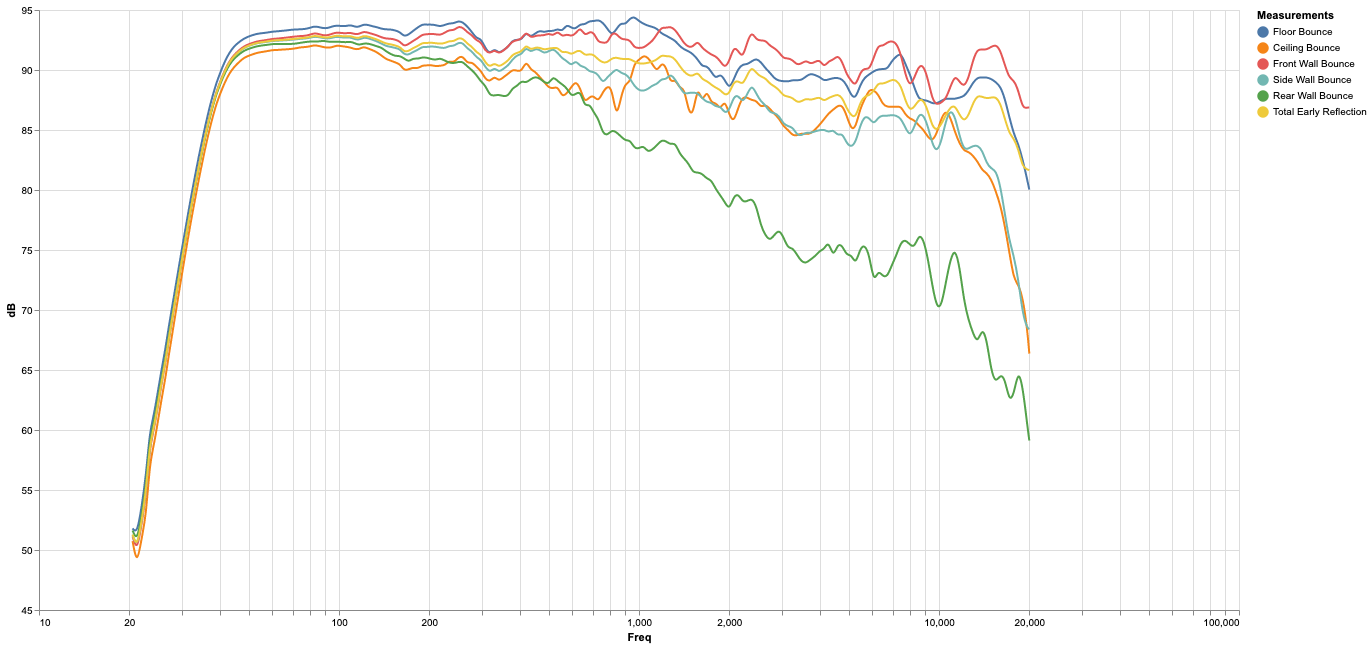 Measurements
Floor Bounce
Ceiling Bounce
Front Wall Bounce
Side Wall Bounce
Rear Wall Bounce
Total Early Reflection
95
90
85
80
75
70
65
60
55
50
45
dB
10 20 100 200 1,000 2,000 10,000 20,000 100,000
Freq